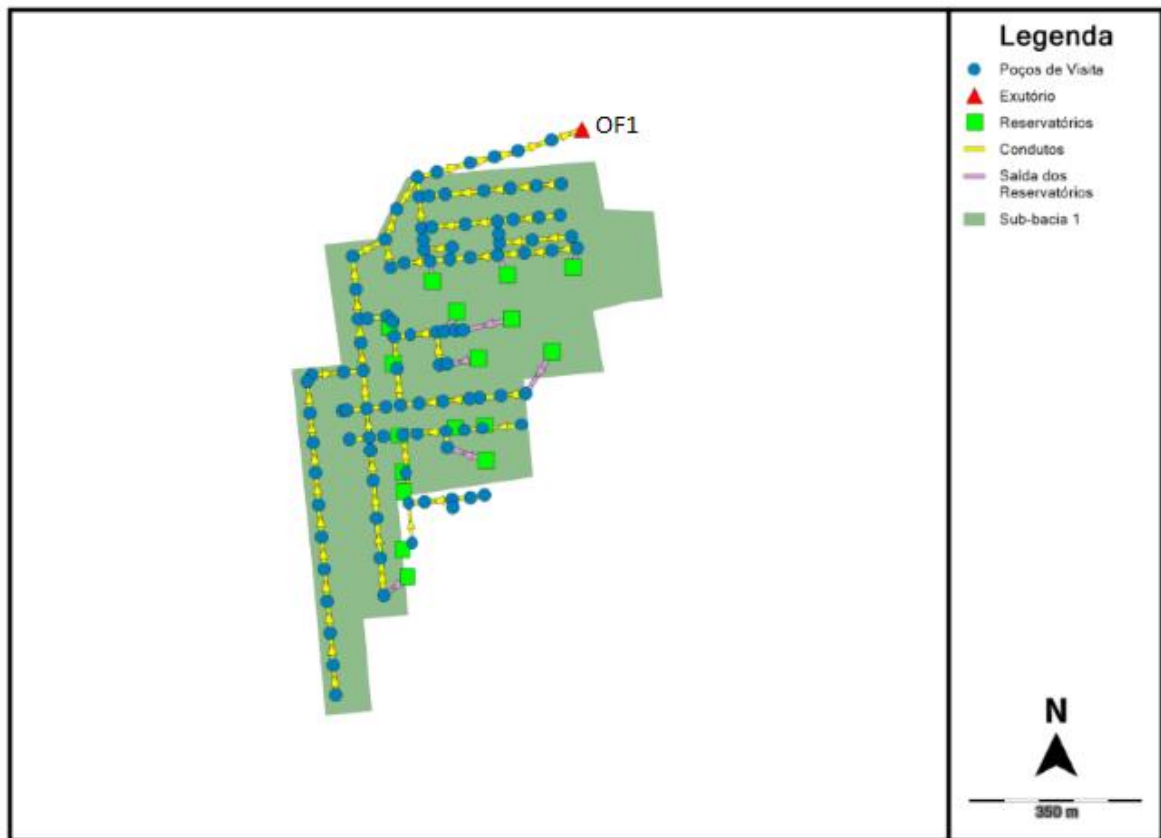 OF1
Legenda
Poços de Visita
Exutório
Reservatórios
Condutos
Saída dos
Reservatórios
Sub-bacia 1
N
350 m